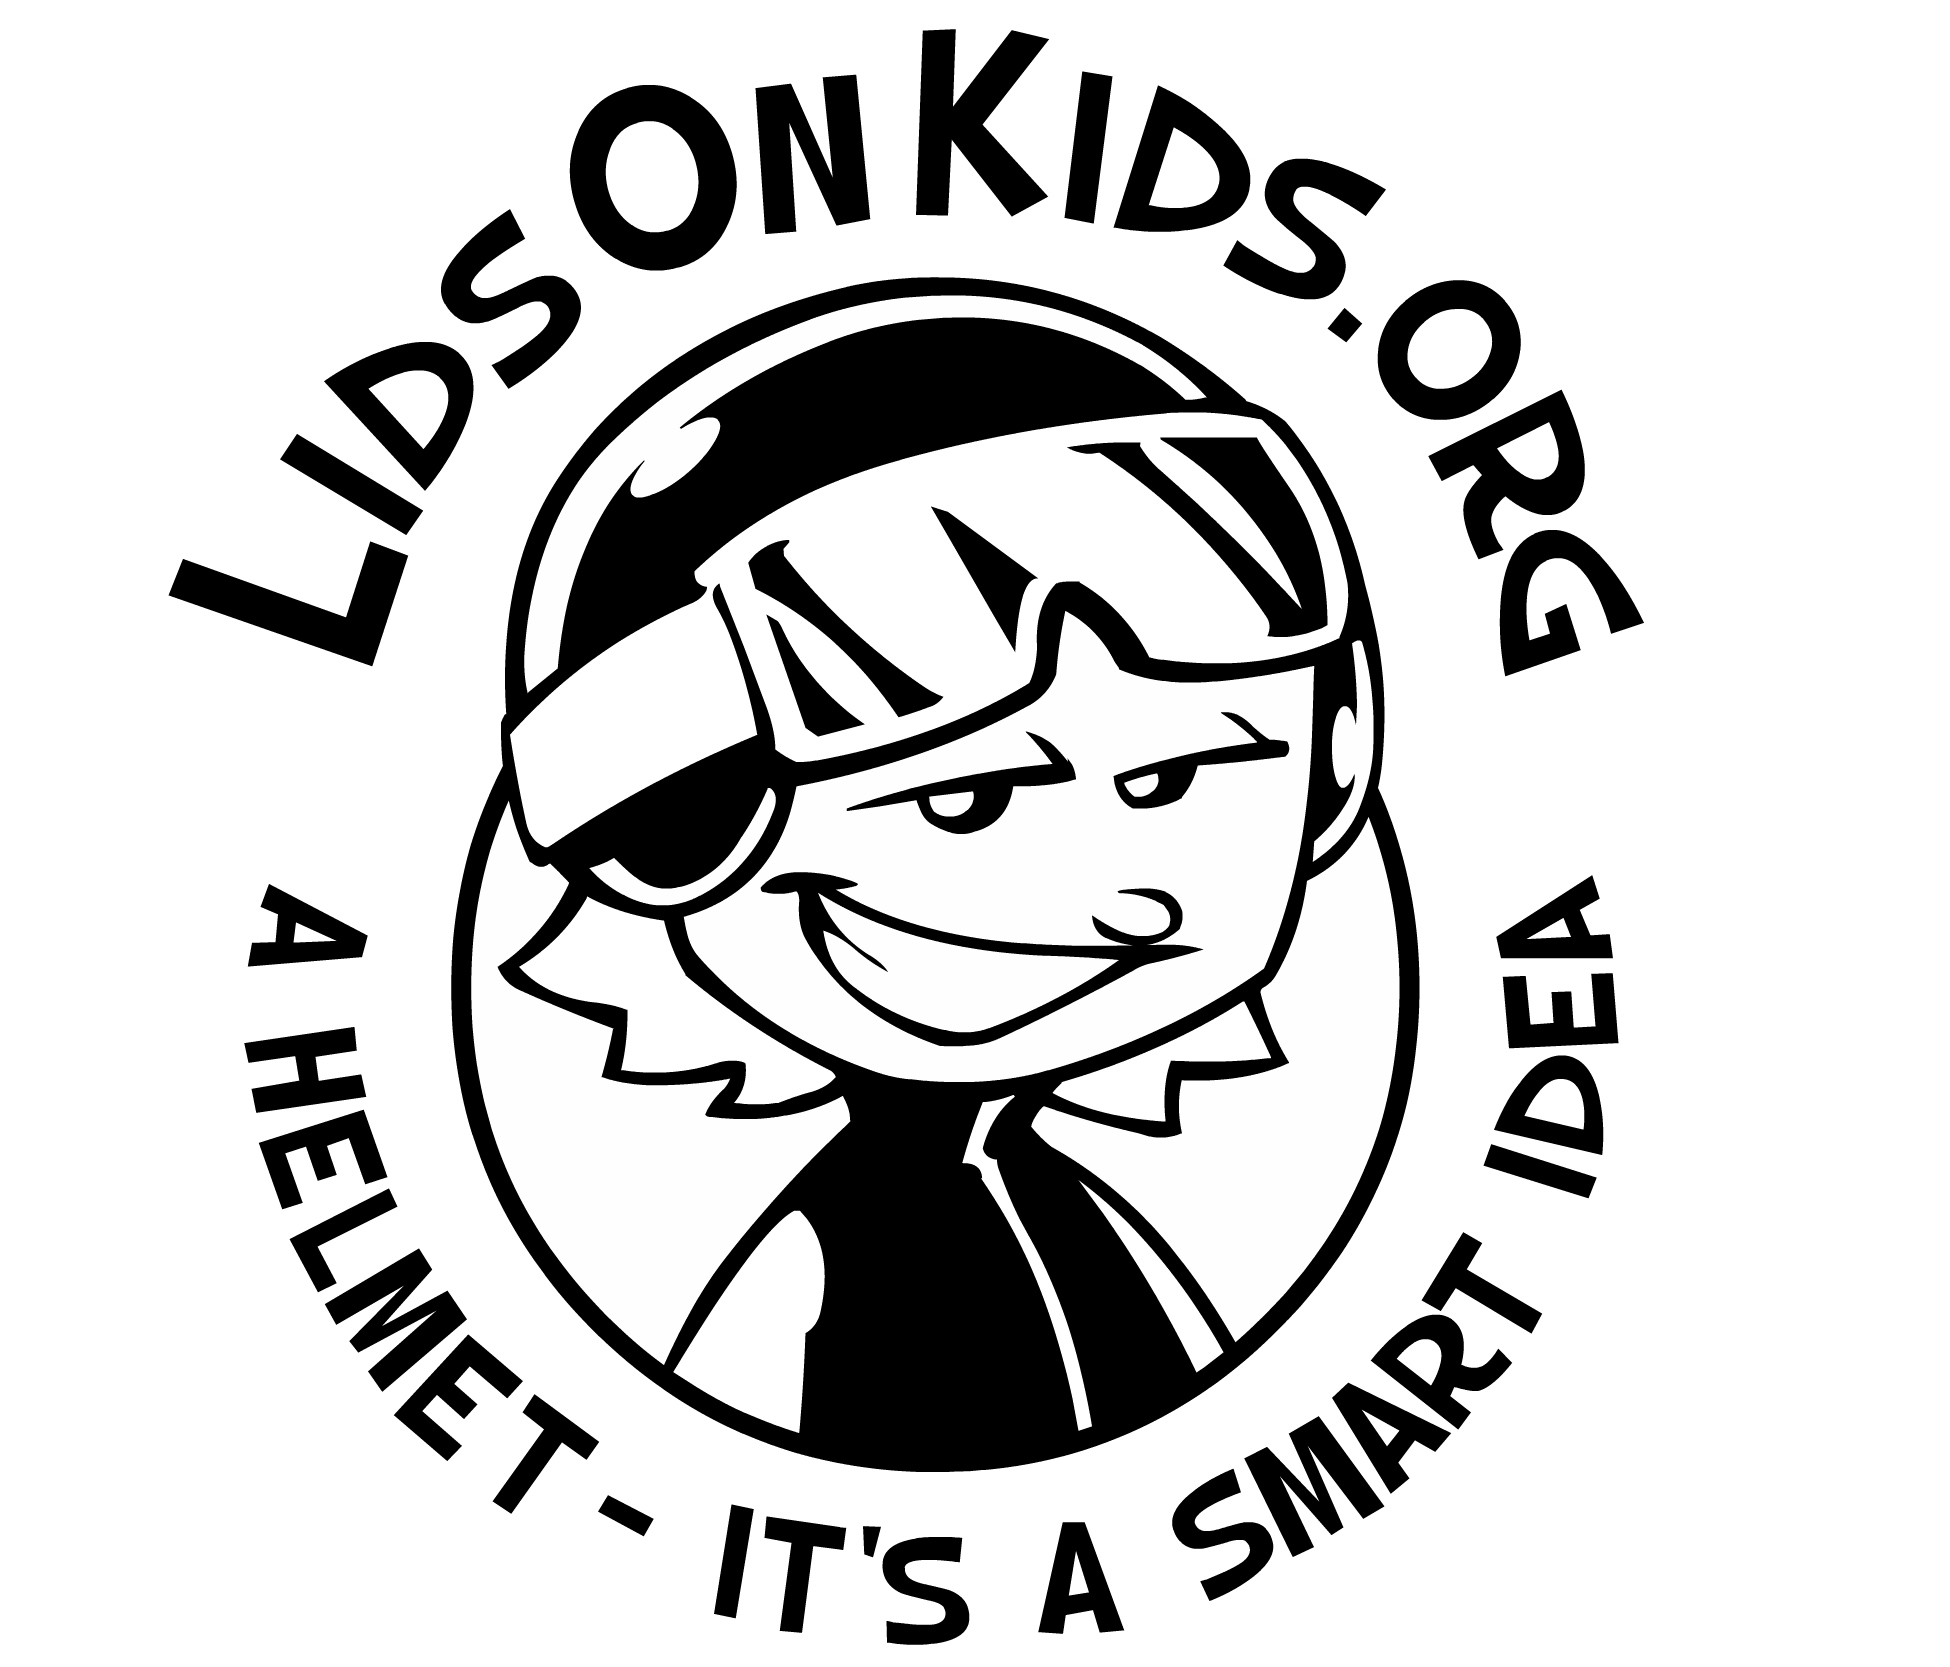 LIDSONKIDS.ORG
A HELMET - IT'S A SMART IDEA